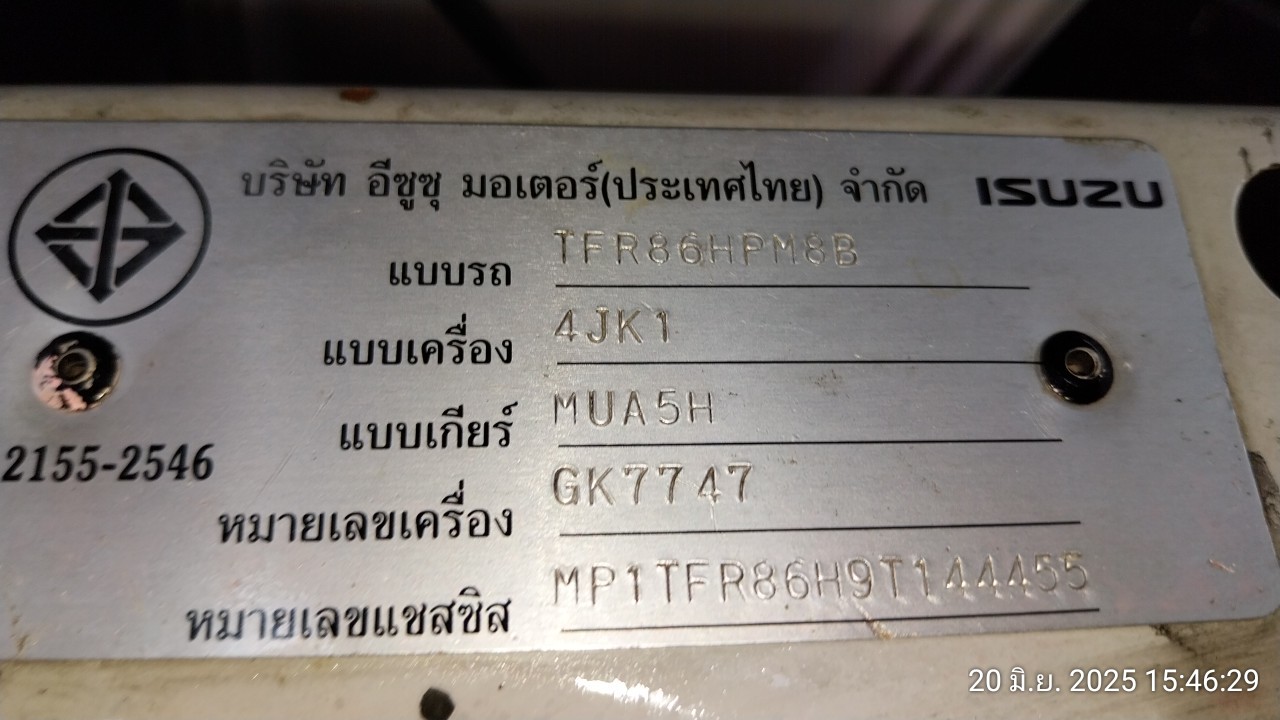 บริษัท อีซูซุ มอเตอร์(ประเทศไทย) จำกัด ISUZU
แบบรถ TFR86HPM8B
แบบเครื่อง 4JK1
แบบเกียร์ MUA5H
2155-2546
หมายเลขเครื่อง GK7747
หมายเลขแชสซิส MP1TFR86H9T144455
20 มิ.ย. 2025 15:46:29